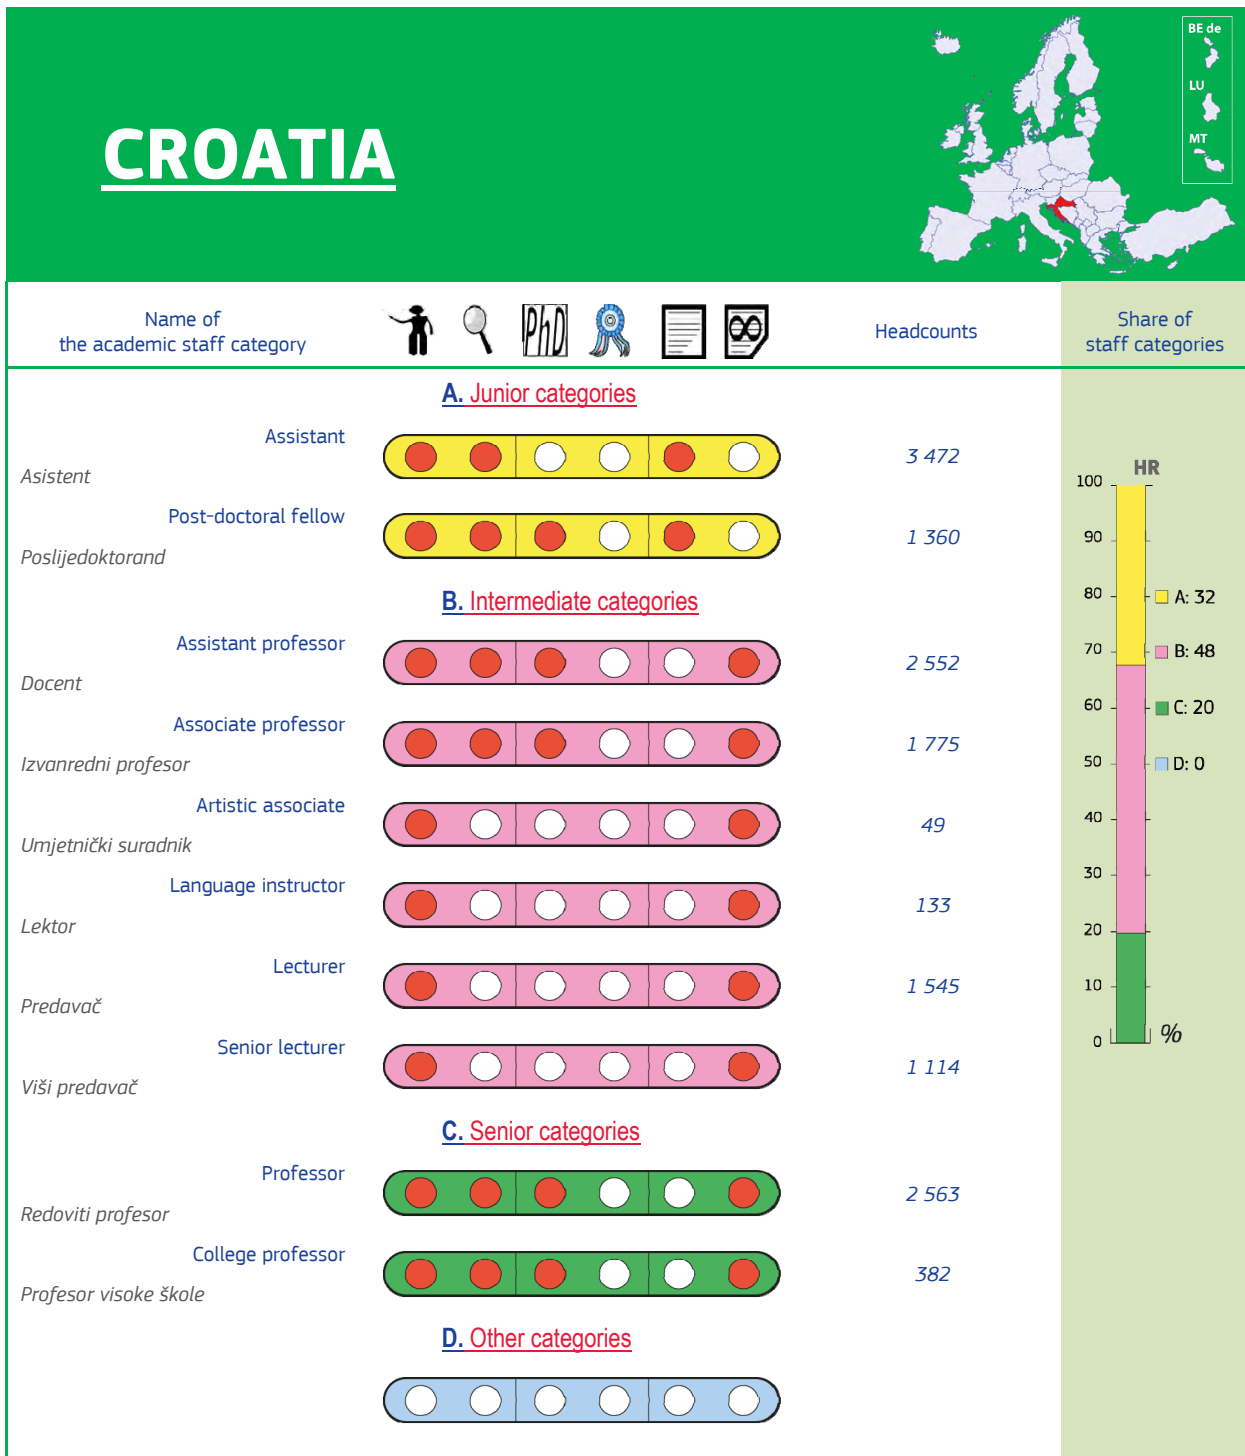 BE de
LU
MT
CROATIA
Name of
the academic staff category
PhD
Headcounts
Share of
staff categories
A. Junior categories
Assistant
Asistent
3 472
Post-doctoral fellow
Poslijedoktorand
1 360
B. Intermediate categories
Assistant professor
Docent
2 552
Associate professor
Izvanredni profesor
1 775
Artistic associate
Umjetnički suradnik
49
Language instructor
Lektor
133
Lecturer
Predavač
1 545
Senior lecturer
Viši predavač
1 114
C. Senior categories
Professor
Redoviti profesor
2 563
College professor
Profesor visoke škole
382
D. Other categories
HR
100
90
80
70
60
50
40
30
20
10
0
%
A: 32
B: 48
C: 20
D: 0